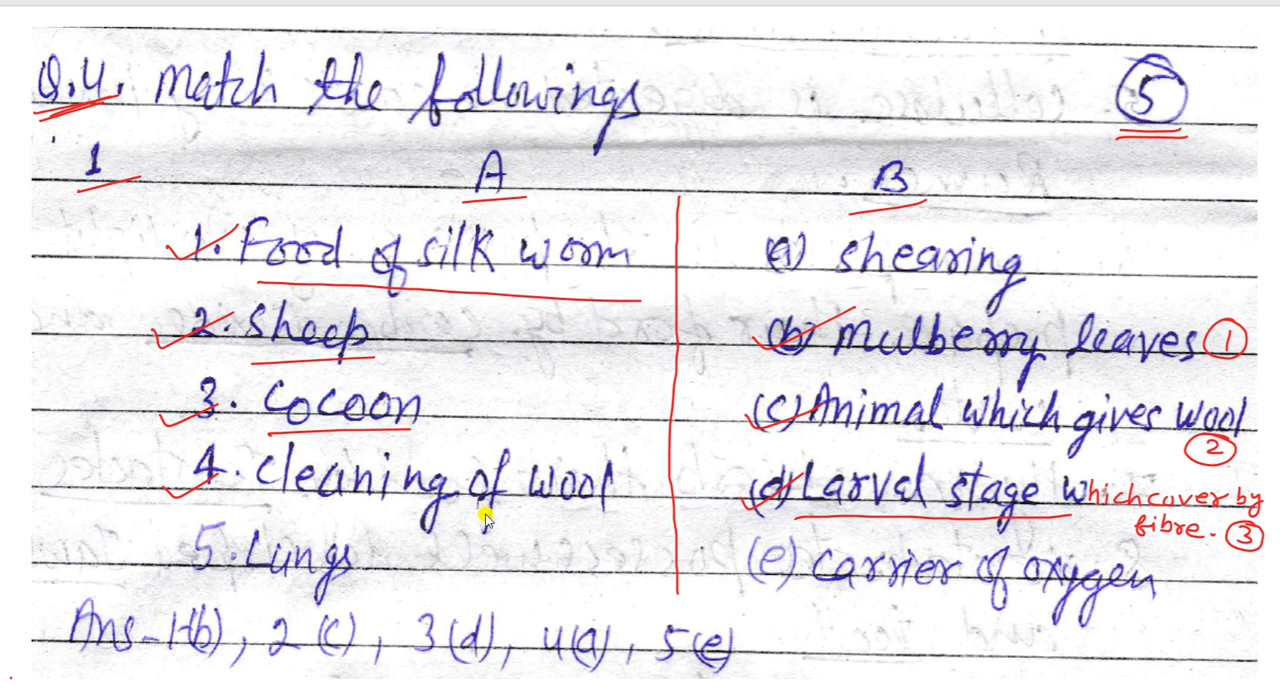 Q.4. Match the followings 5
1 A B
1. Food of silk worm (a) shearing
2. Sheep (b) Mulberry leaves 1
3. Cocoon (c) Animal which gives wool 2
4. Cleaning of wool (d) Larval stage which cover by fibre. 3
5. Lungs (e) carrier of oxygen
Ans - 1(b), 2(c), 3(d), 4(a), 5(e)